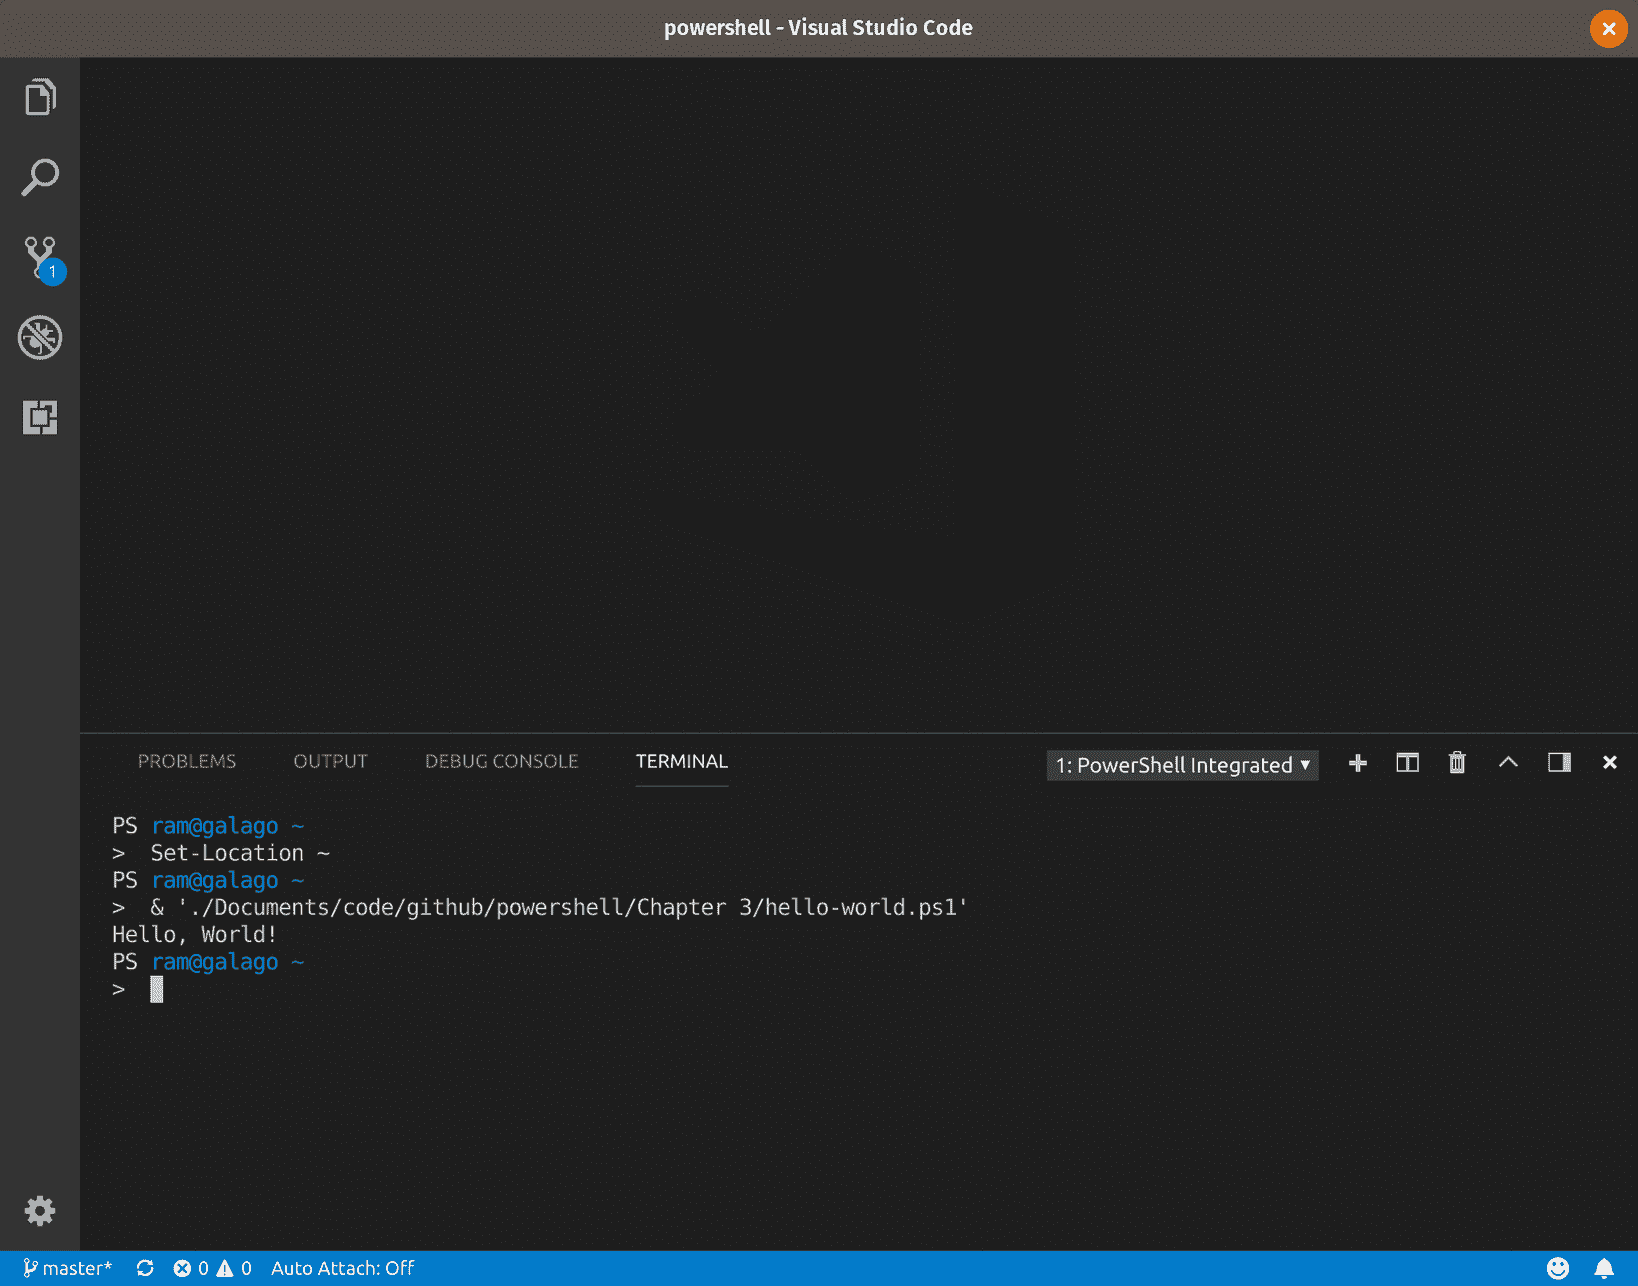 powershell - Visual Studio Code
1
PROBLEMS OUTPUT DEBUG CONSOLE TERMINAL 1: PowerShell Integrated
PS ram@galago ~
> Set-Location ~
PS ram@galago ~
> & './Documents/code/github/powershell/Chapter 3/hello-world.ps1'
Hello, World!
PS ram@galago ~
>
master* 0 0 Auto Attach: Off